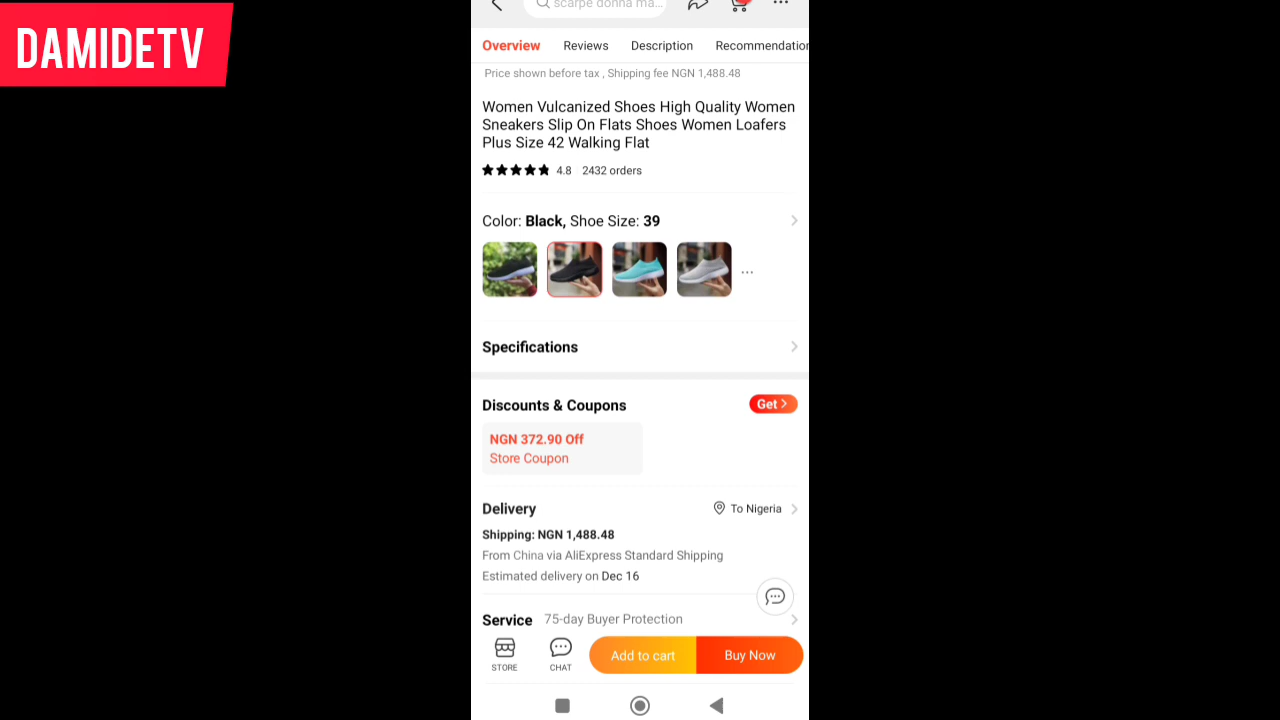 DAMIDETV
scarpe donna ma...
Overview Reviews Description Recommendation
Price shown before tax , Shipping fee NGN 1,488.48
Women Vulcanized Shoes High Quality Women
Sneakers Slip On Flats Shoes Women Loafers
Plus Size 42 Walking Flat
4.8 2432 orders
Color: Black, Shoe Size: 39
...
Specifications
Discounts & Coupons Get >
NGN 372.90 Off
Store Coupon
Delivery To Nigeria
Shipping: NGN 1,488.48
From China via AliExpress Standard Shipping
Estimated delivery on Dec 16
Service 75-day Buyer Protection
STORE CHAT Add to cart Buy Now